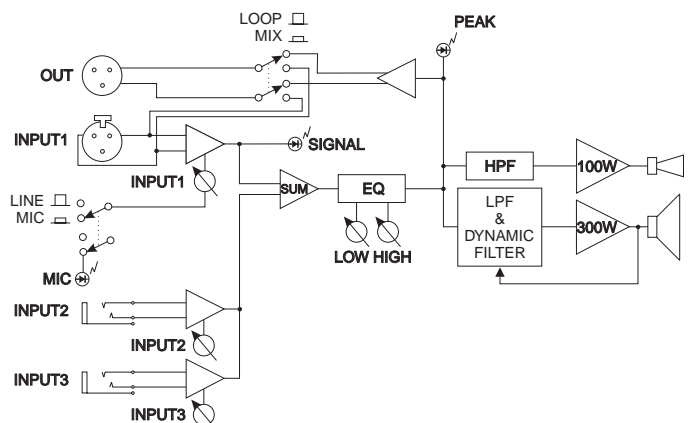 LOOP
MIX
PEAK
OUT
INPUT1
INPUT1
SIGNAL
LINE
MIC
MIC
SUM
EQ
LOW HIGH
HPF
100W
LPF
&
DYNAMIC
FILTER
300W
INPUT2
INPUT2
INPUT3
INPUT3